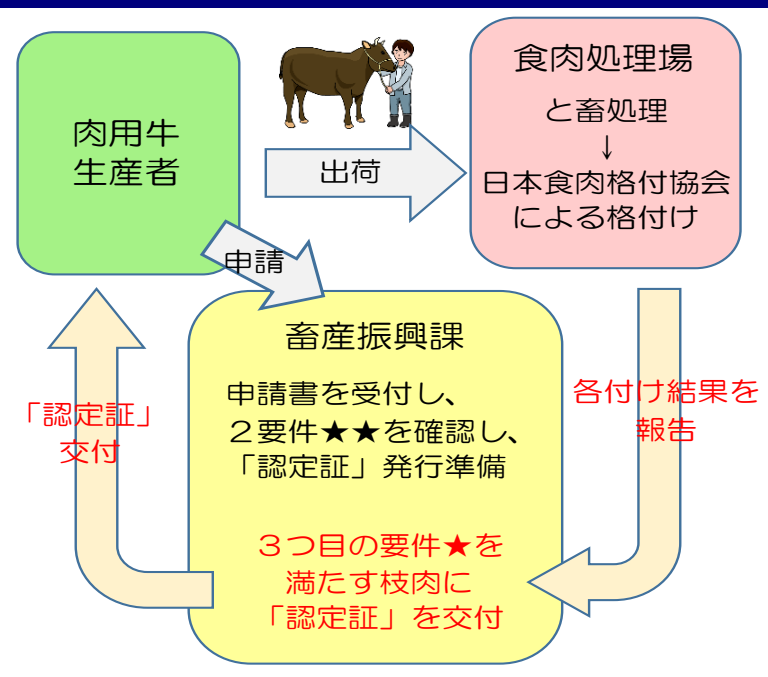 肉用牛
生産者
出荷
食肉処理場
と畜処理
↓
日本食肉格付協会
による格付け
申請
畜産振興課
申請書を受付し、
２要件★★を確認し、
「認定証」発行準備
３つ目の要件★を
満たす枝肉に
「認定証」を交付
各付け結果を
報告
「認定証」
交付